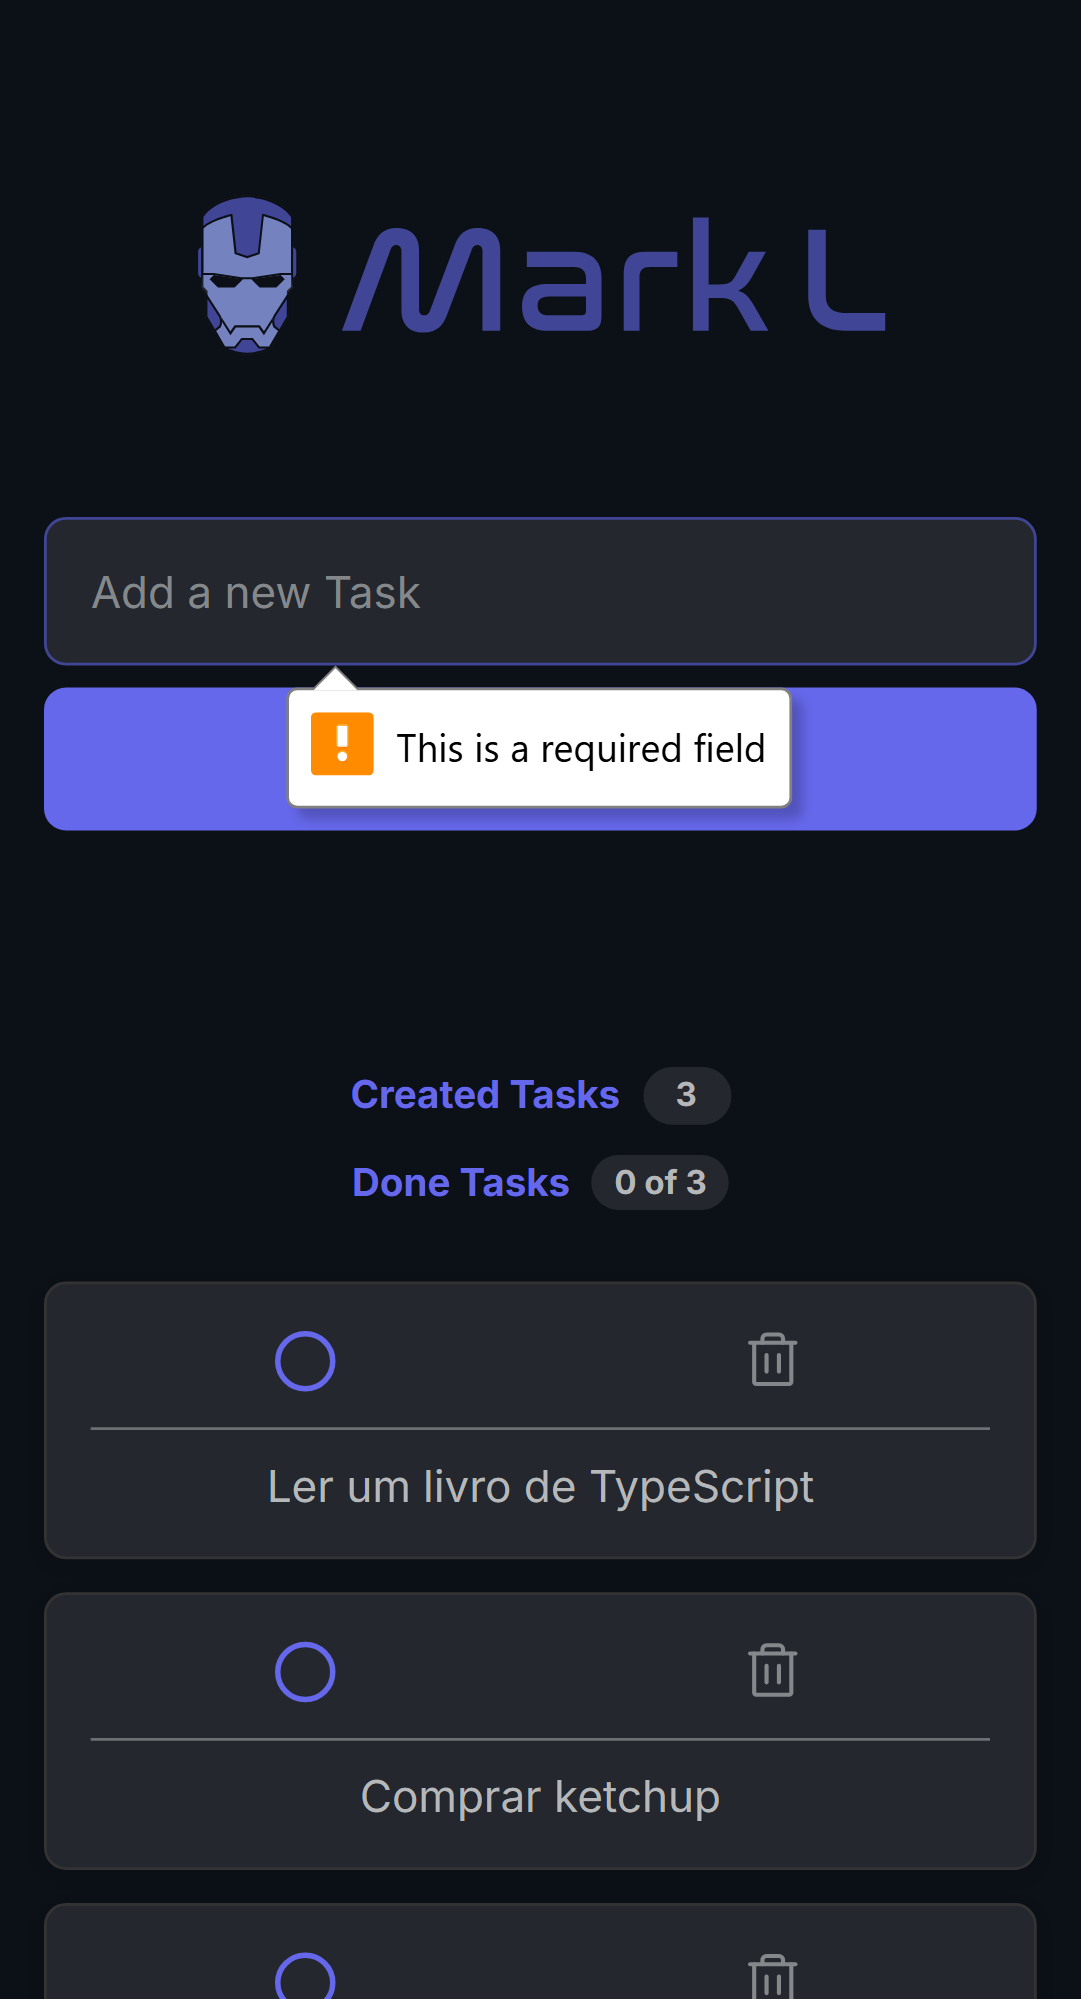 Mark L
Add a new Task
This is a required field
Created Tasks 3
Done Tasks 0 of 3
Ler um livro de TypeScript
Comprar ketchup